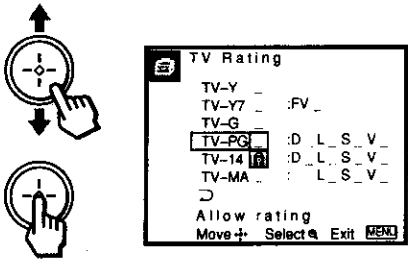 TV Rating
TV–Y _
TV–Y7 _ :FV _
TV–G _
TV–PG :D _ L _ S _ V _
TV–14 :D _ L _ S _ V _
TV–MA _ : L _ S _ V _
Allow rating
Move Select Exit MENU